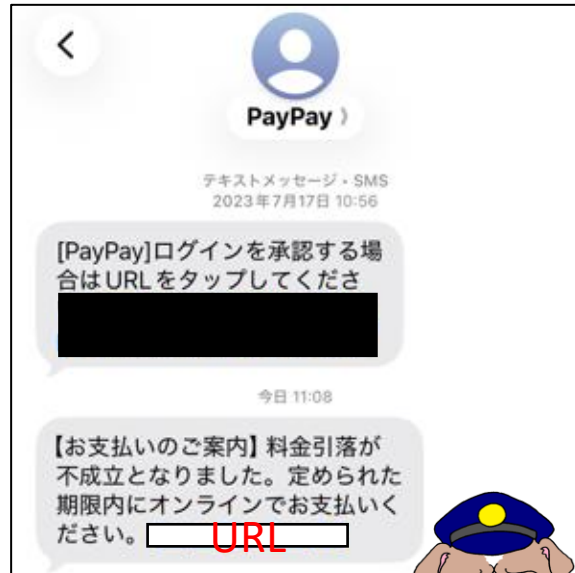 PayPay
テキストメッセージ・SMS
2023年7月17日 10:56
[PayPay]ログインを承認する場
合はURLをタップしてくださ
今日 11:08
【お支払いのご案内】料金引落が
不成立となりました。定められた
期限内にオンラインでお支払いく
ださい。 URL